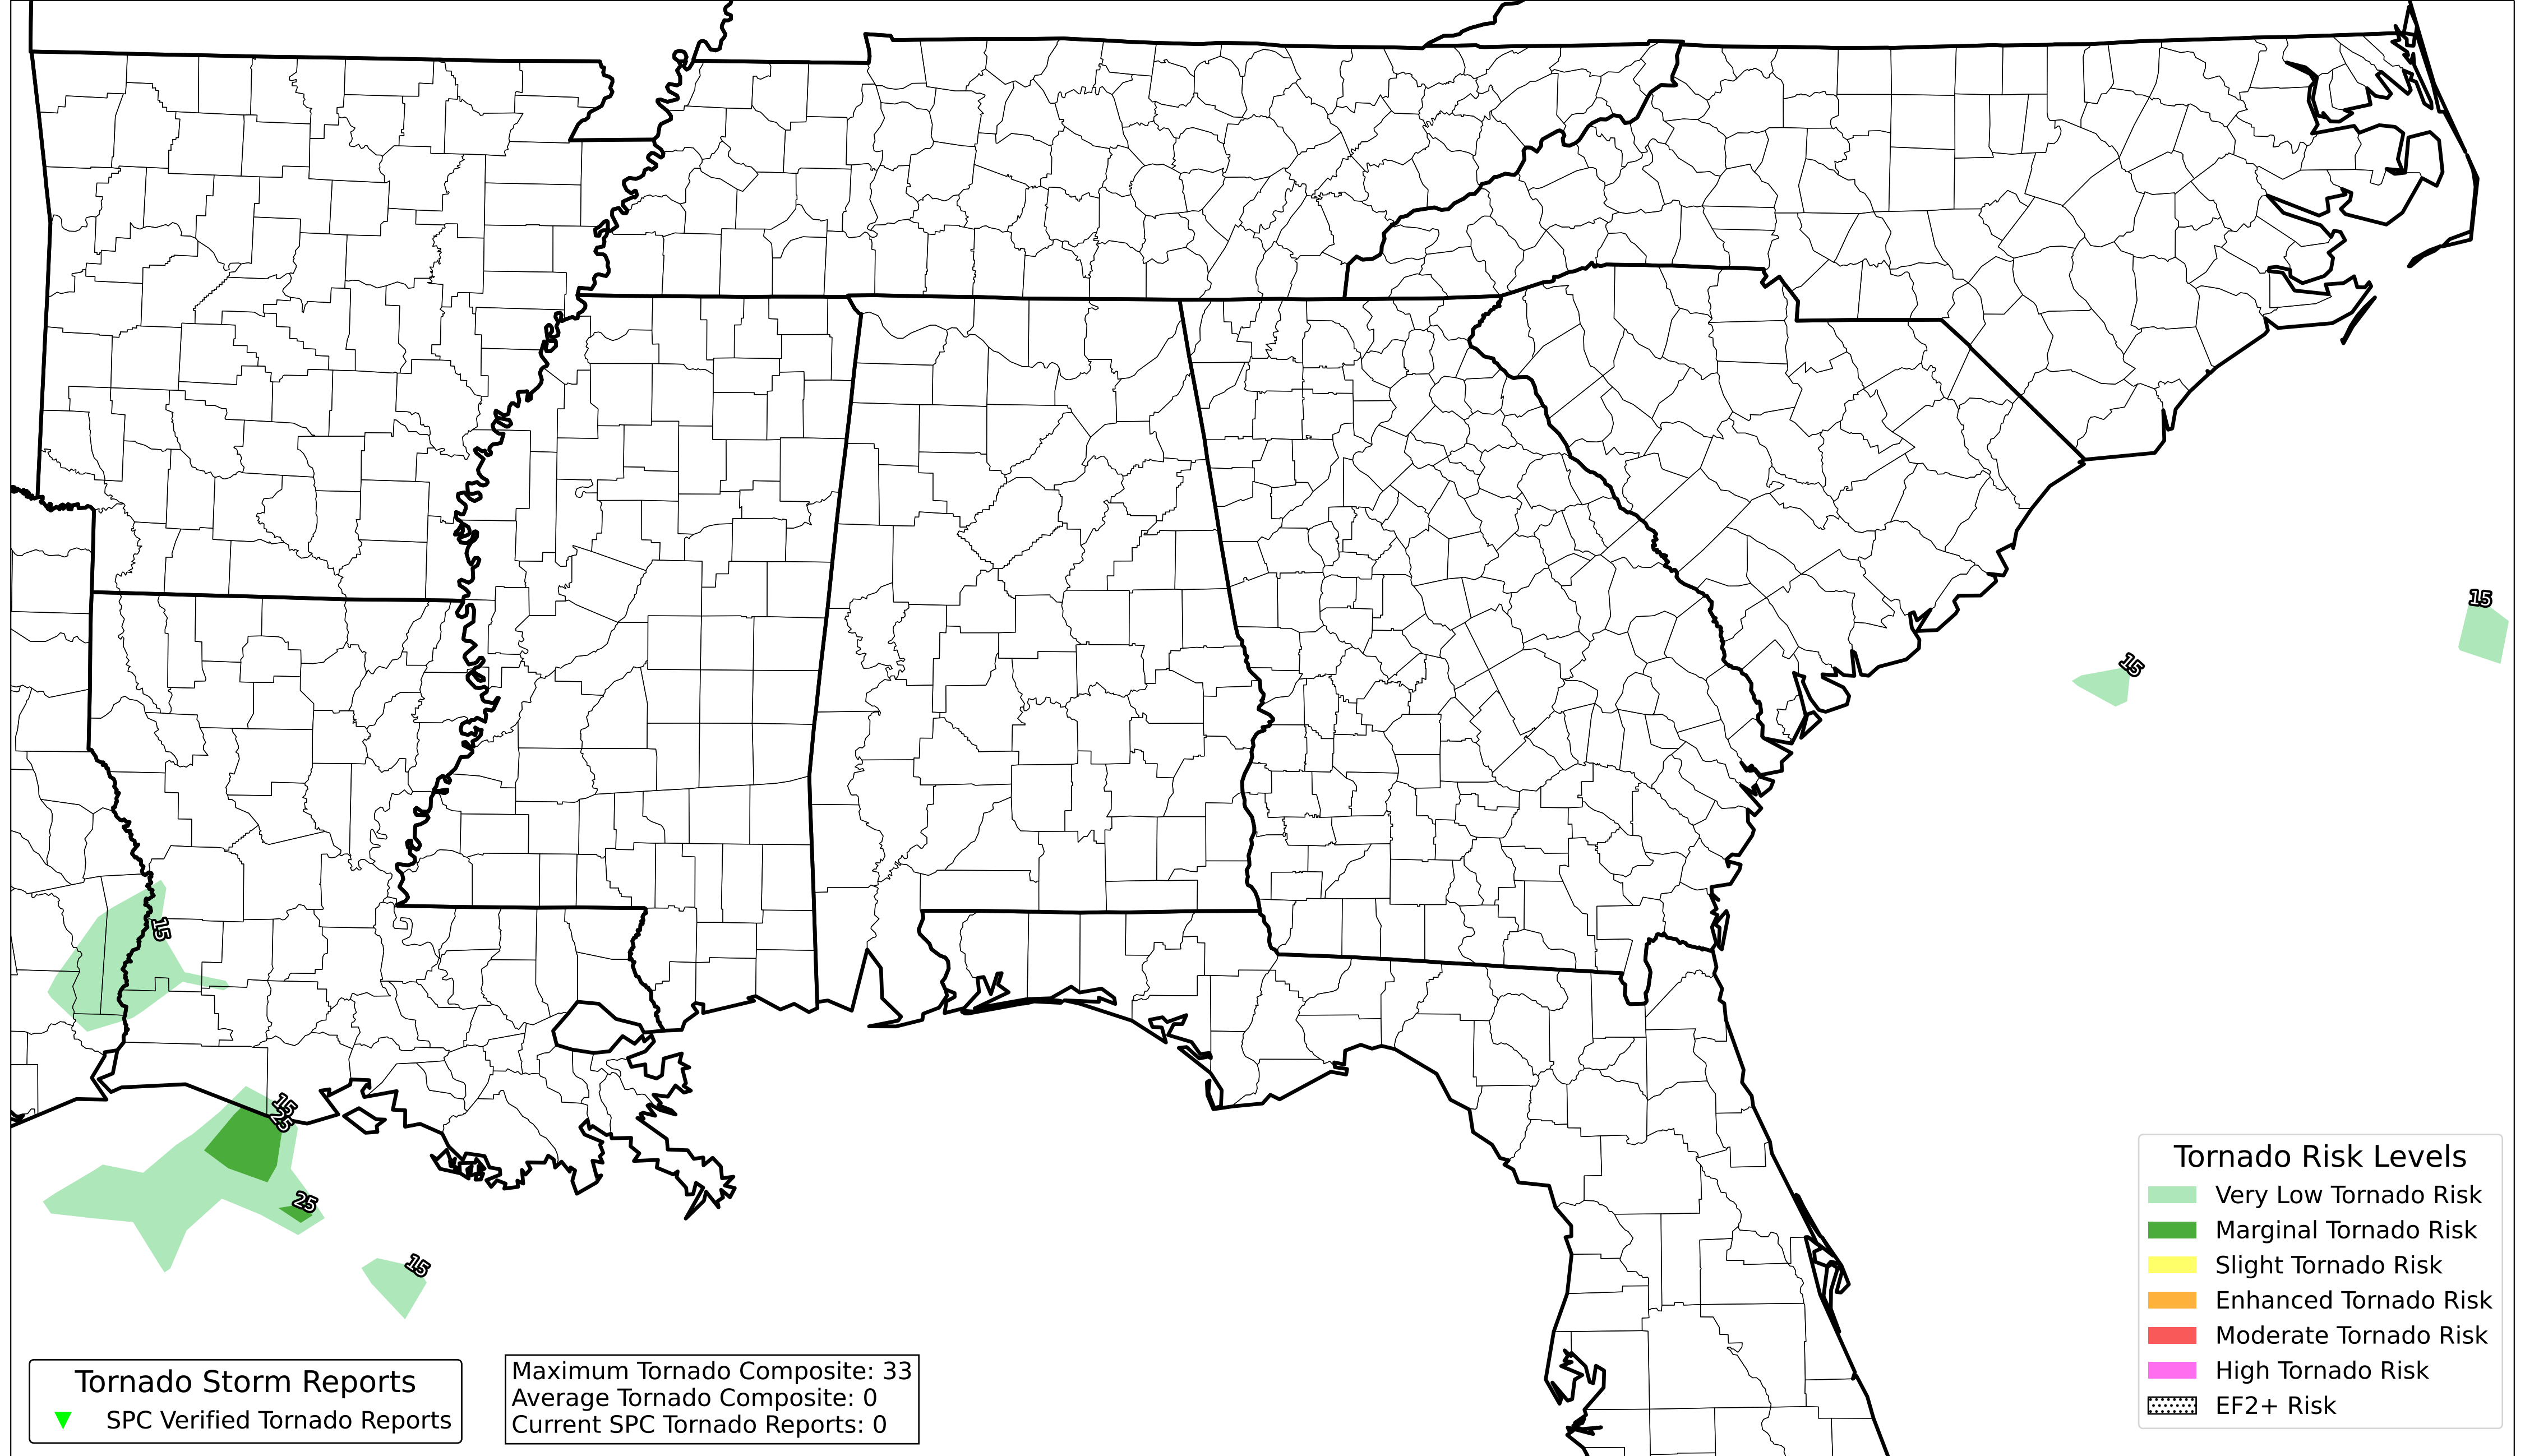 15
15
15
15
25
25
15
Tornado Risk Levels
Very Low Tornado Risk
Marginal Tornado Risk
Slight Tornado Risk
Enhanced Tornado Risk
Moderate Tornado Risk
High Tornado Risk
EF2+ Risk
Tornado Storm Reports
SPC Verified Tornado Reports
Maximum Tornado Composite: 33
Average Tornado Composite: 0
Current SPC Tornado Reports: 0